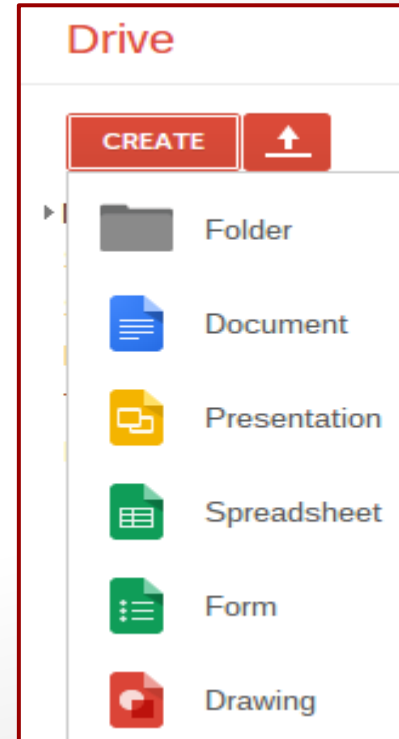 Drive
CREATE
Folder
Document
Presentation
Spreadsheet
Form
Drawing